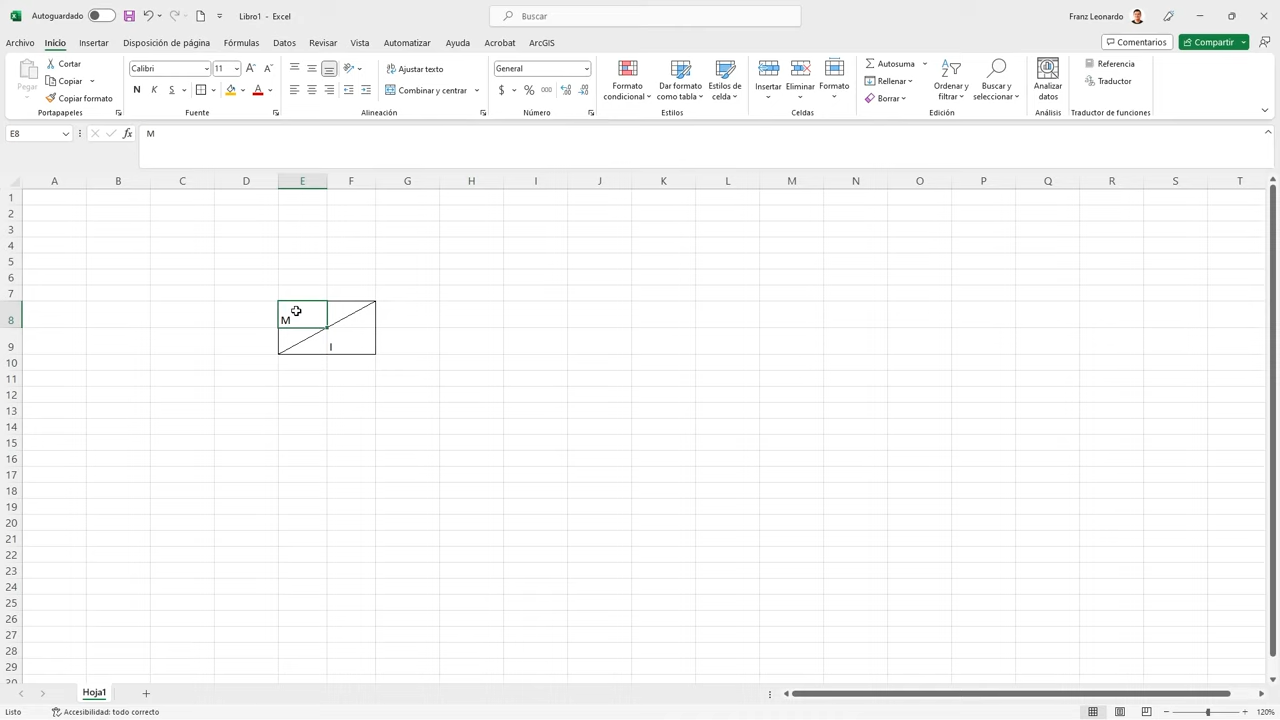 Autoguardado
Libro1 - Excel
Buscar
Franz Leonardo
Archivo
Inicio
Insertar
Disposición de página
Fórmulas
Datos
Revisar
Vista
Automatizar
Ayuda
Acrobat
ArcGIS
Comentarios
Compartir
Pegar
Cortar
Copiar
Copiar formato
Portapapeles
Calibri
11
N K S
Fuente
Ajustar texto
Combinar y centrar
Alineación
General
$ % 000
Número
Formato condicional
Dar formato como tabla
Estilos de celda
Estilos
Insertar
Eliminar
Formato
Celdas
Autosuma
Rellenar
Borrar
Ordenar y filtrar
Buscar y seleccionar
Edición
Analizar datos
Análisis
Referencia
Traductor
Traductor de funciones
E8
fx
M
A B C D E F G H I J K L M N O P Q R S T
1
2
3
4
5
6
7
8 M
9 I
10
11
12
13
14
15
16
17
18
19
20
21
22
23
24
25
26
27
28
29
30
Hoja1
Listo
Accesibilidad: todo correcto
120%